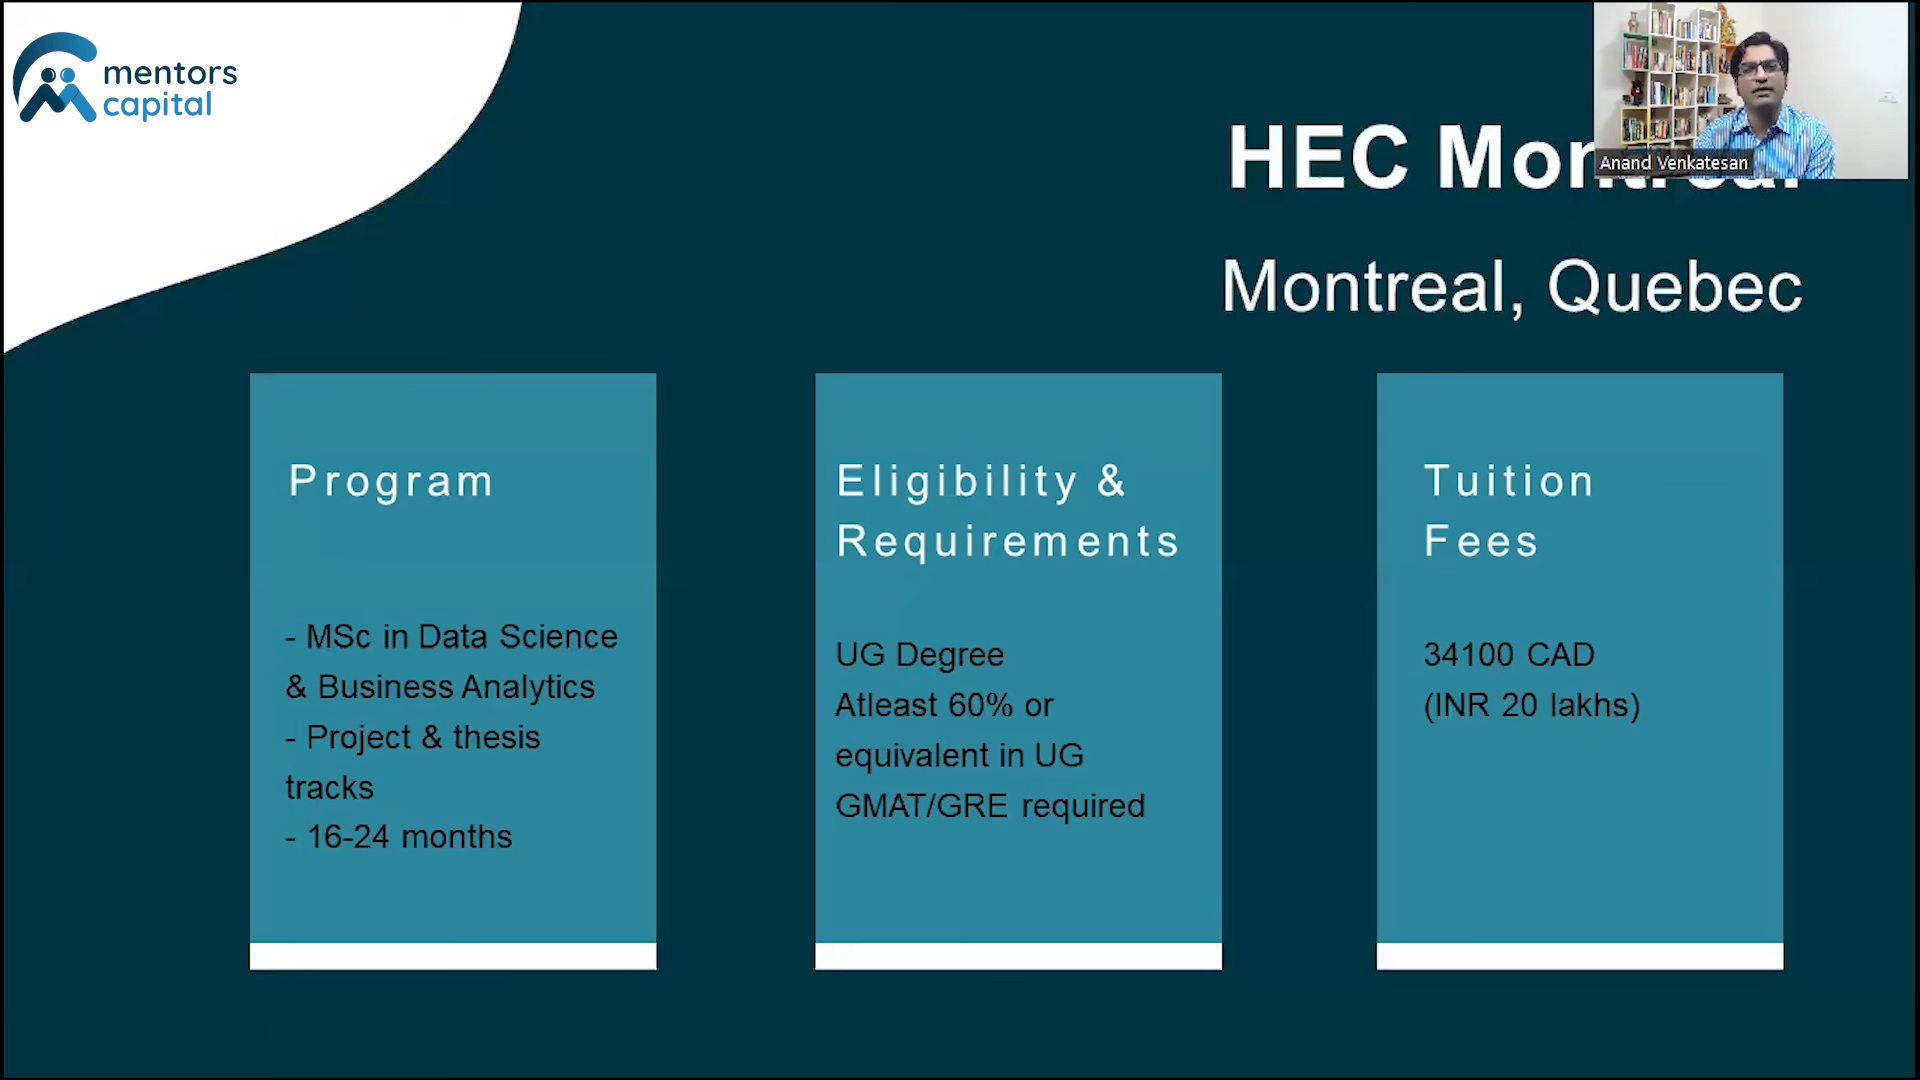 mentors
capital
Anand Venkatesan
HEC Montreal
Montreal, Quebec
Program
- MSc in Data Science
& Business Analytics
- Project & thesis
tracks
- 16-24 months
Eligibility &
Requirements
UG Degree
Atleast 60% or
equivalent in UG
GMAT/GRE required
Tuition
Fees
34100 CAD
(INR 20 lakhs)